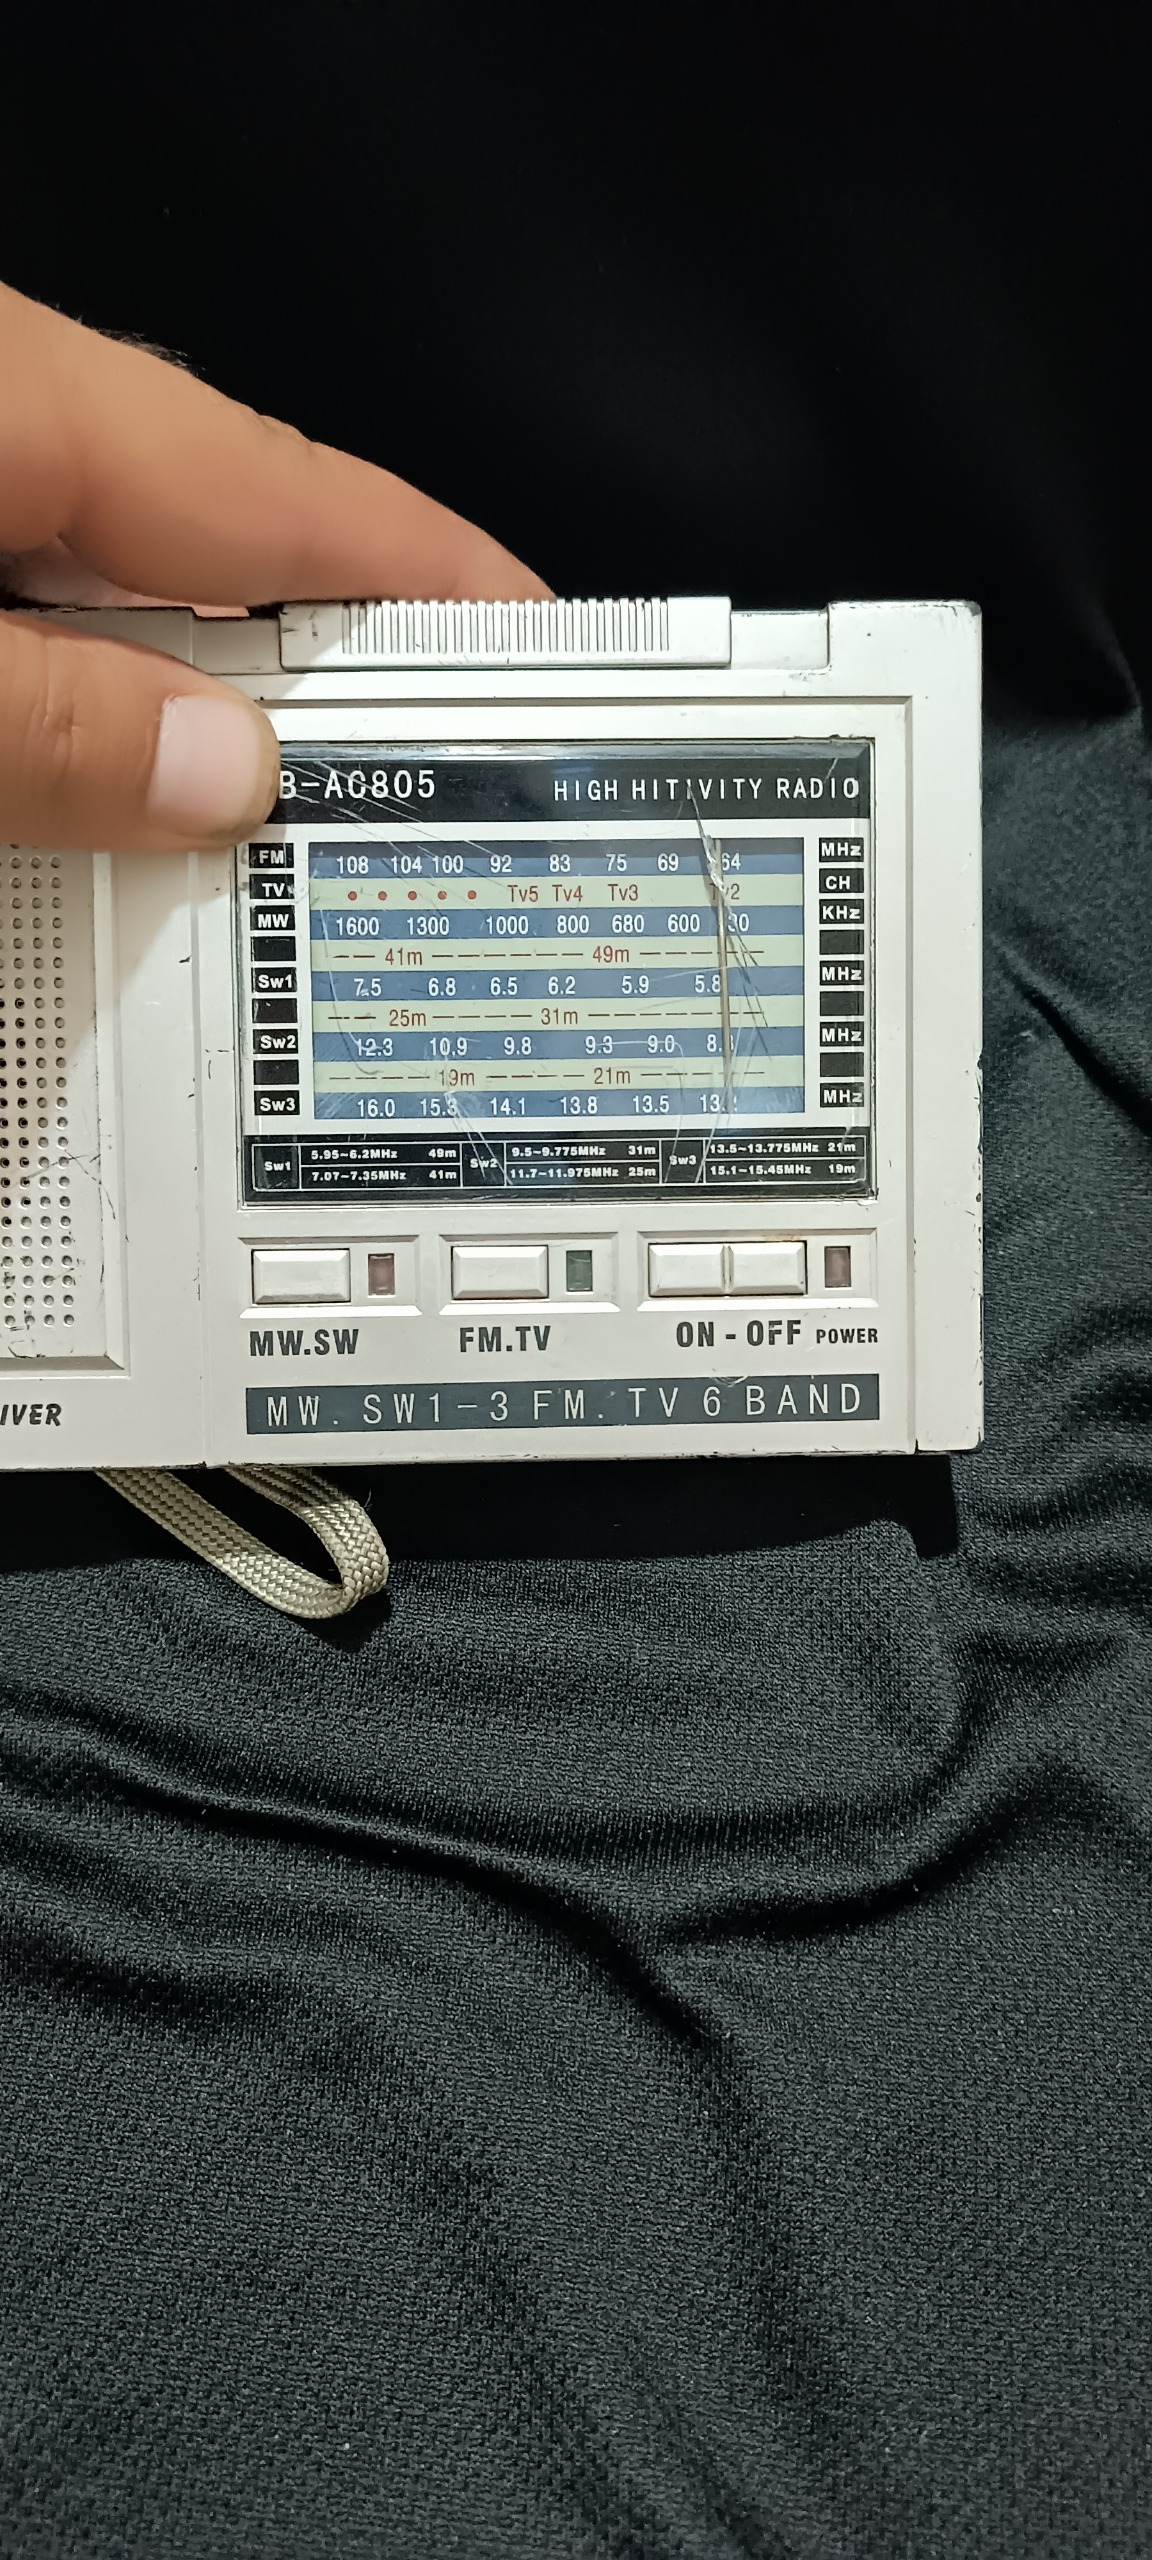 B-AC805 HIGH HITIVITY RADIO
FM 108 104 100 92 83 75 69 64 MHz
TV Tv5 Tv4 Tv3 Tv2 CH
MW 1600 1300 1000 800 680 600 KHz
41m 49m
Sw1 7.5 6.8 6.5 6.2 5.9 5.8 MHz
25m 31m
Sw2 12.3 10.9 9.8 9.3 9.0 MHz
19m 21m
Sw3 16.0 15.3 14.1 13.8 13.5 MHz
Sw1 5.95~6.2MHz 49m Sw2 9.5~9.775MHz 31m Sw3 13.5~13.775MHz 21m
7.07~7.35MHz 41m 11.7~11.975MHz 25m 15.1~15.45MHz 19m
MW.SW FM.TV ON - OFF POWER
IVER
MW. SW1-3 FM. TV 6 BAND